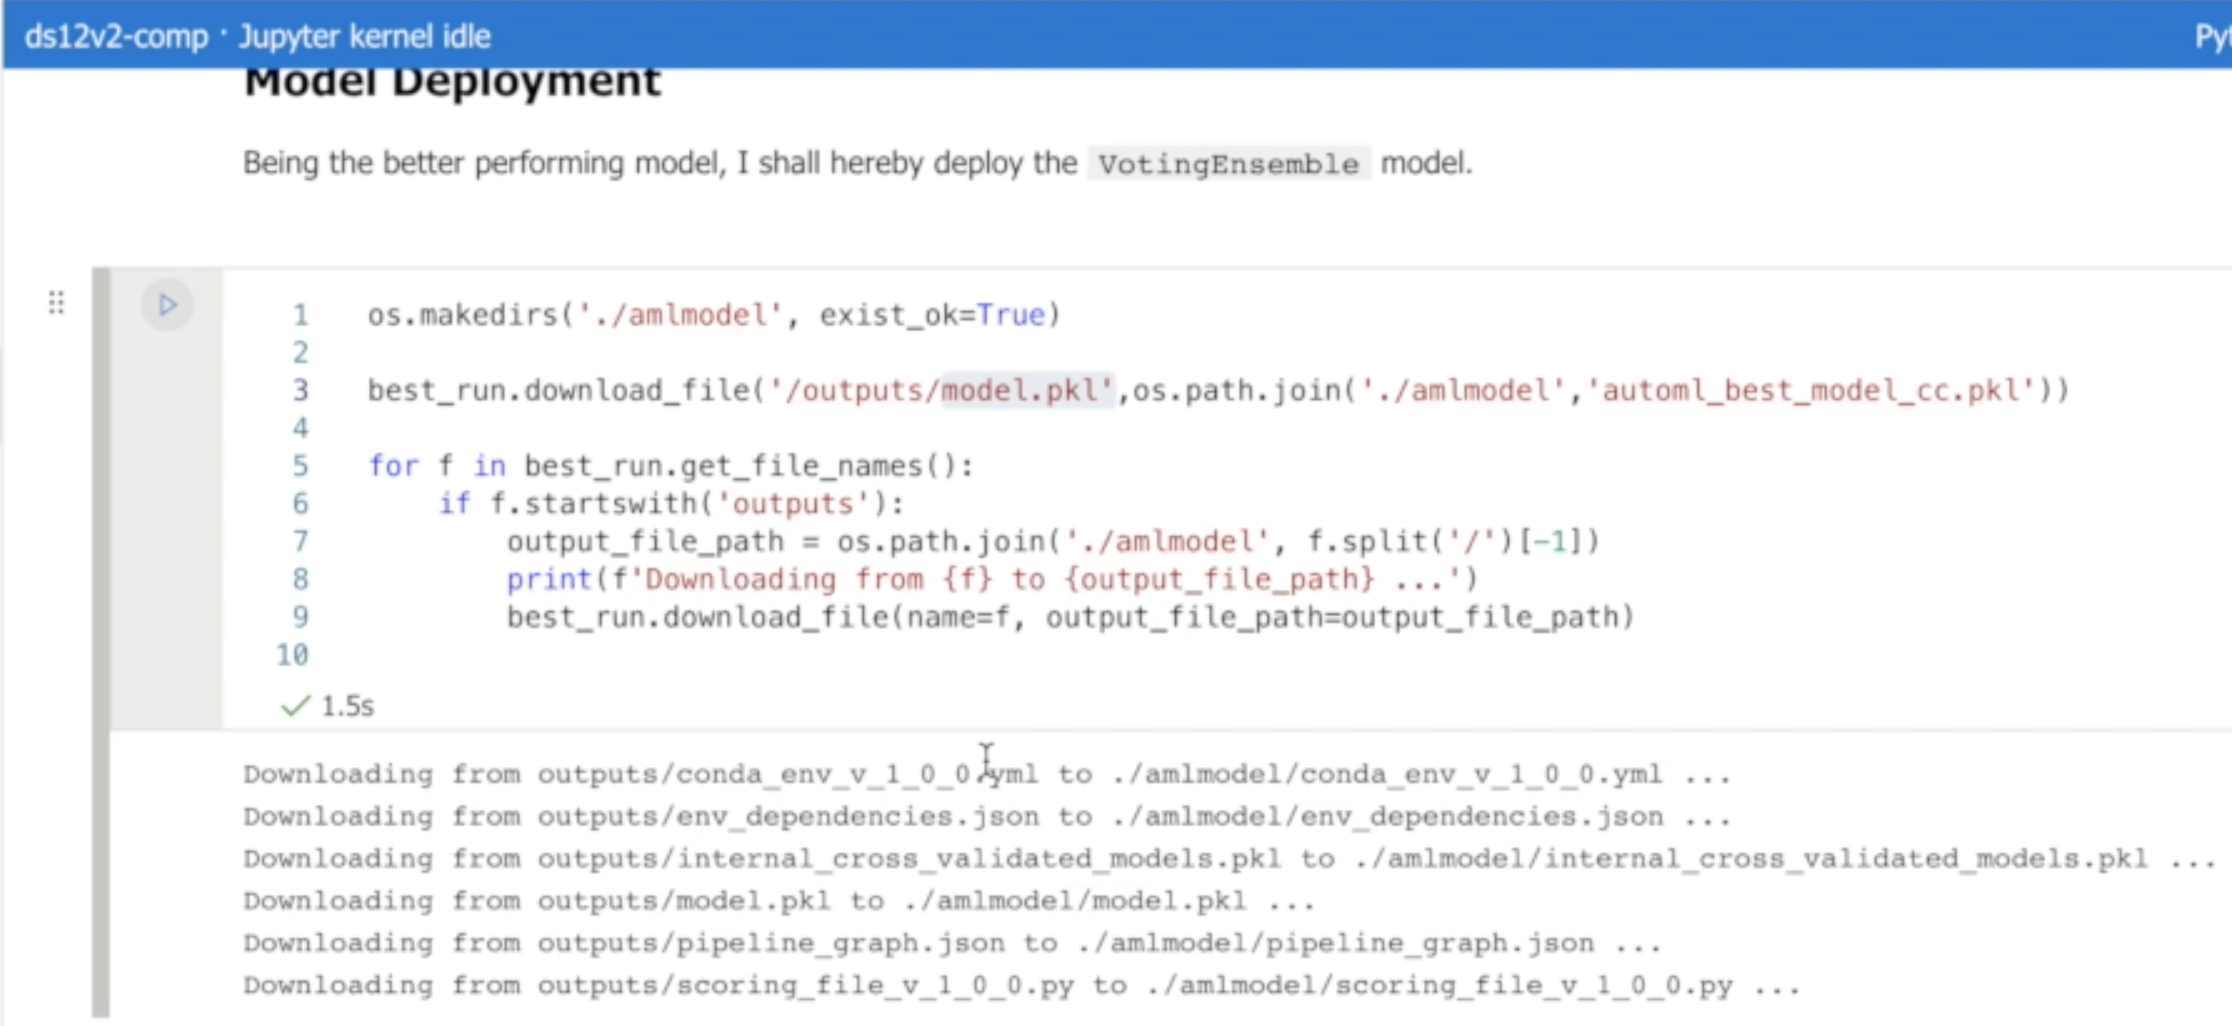 ds12v2-comp · Jupyter kernel idle
Model Deployment
Being the better performing model, I shall hereby deploy the VotingEnsemble model.
1 os.makedirs('./amlmodel', exist_ok=True)
2
3 best_run.download_file('/outputs/model.pkl',os.path.join('./amlmodel','automl_best_model_cc.pkl'))
4
5 for f in best_run.get_file_names():
6 if f.startswith('outputs'):
7 output_file_path = os.path.join('./amlmodel', f.split('/')[-1])
8 print(f'Downloading from {f} to {output_file_path} ...')
9 best_run.download_file(name=f, output_file_path=output_file_path)
10
✓ 1.5s
Downloading from outputs/conda_env_v_1_0_0.yml to ./amlmodel/conda_env_v_1_0_0.yml ...
Downloading from outputs/env_dependencies.json to ./amlmodel/env_dependencies.json ...
Downloading from outputs/internal_cross_validated_models.pkl to ./amlmodel/internal_cross_validated_models.pkl ...
Downloading from outputs/model.pkl to ./amlmodel/model.pkl ...
Downloading from outputs/pipeline_graph.json to ./amlmodel/pipeline_graph.json ...
Downloading from outputs/scoring_file_v_1_0_0.py to ./amlmodel/scoring_file_v_1_0_0.py ...